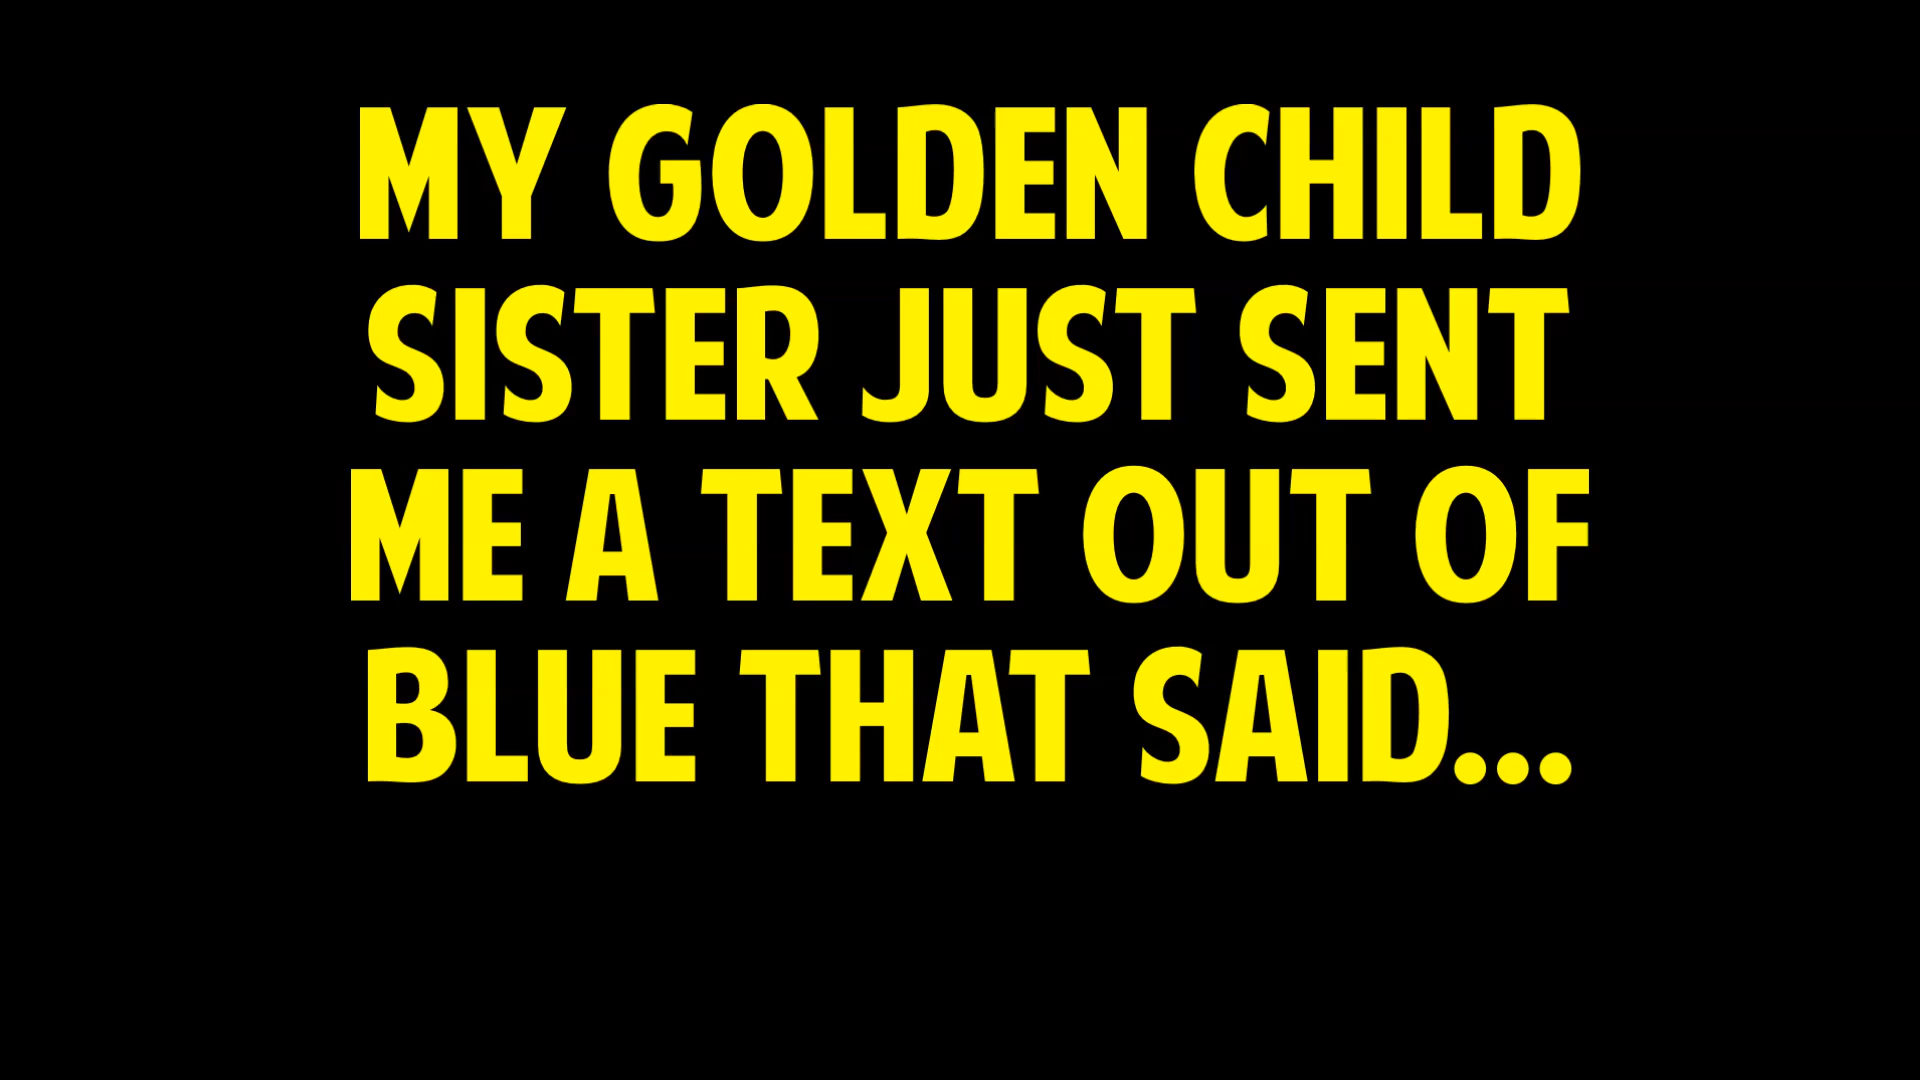 MY GOLDEN CHILD
SISTER JUST SENT
ME A TEXT OUT OF
BLUE THAT SAID...